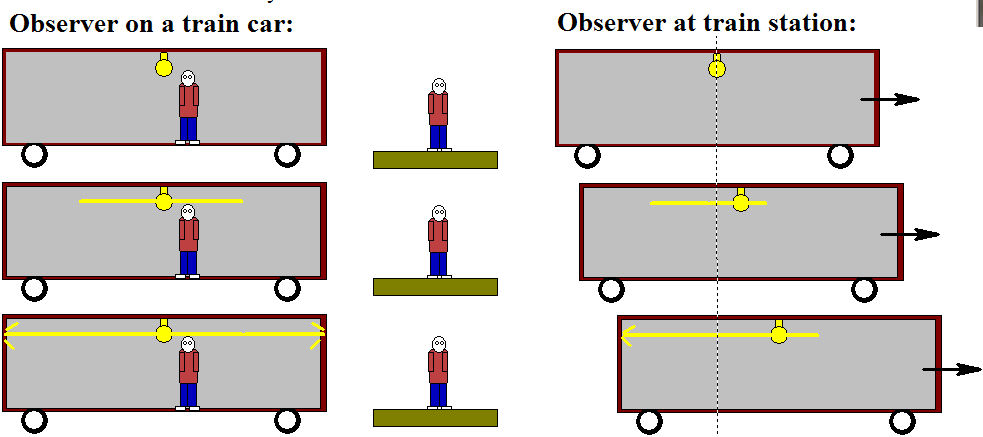 Observer on a train car:
Observer at train station: